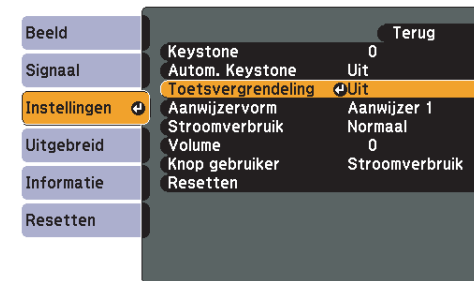 Beeld
Signaal
Instellingen
Uitgebreid
Informatie
Resetten
Terug
Keystone 0
Autom. Keystone Uit
Toetsvergrendeling Uit
Aanwijzervorm Aanwijzer 1
Stroomverbruik Normaal
Volume 0
Knop gebruiker Stroomverbruik
Resetten